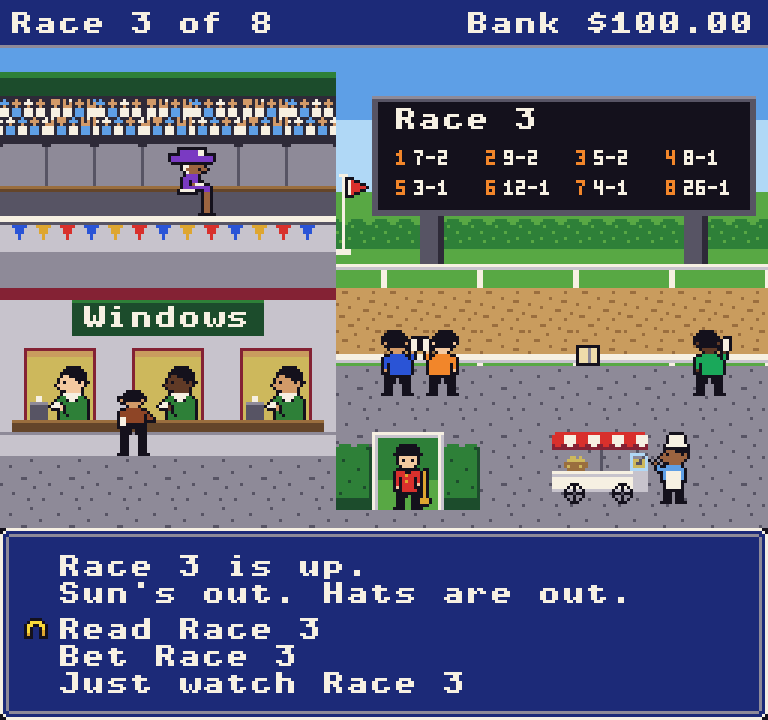 Race 3 of 8 Bank $100.00
Race 3
1 7-2 2 9-2 3 5-2 4 8-1
5 3-1 6 12-1 7 4-1 8 26-1
Windows
Race 3 is up.
Sun's out. Hats are out.
Read Race 3
Bet Race 3
Just watch Race 3